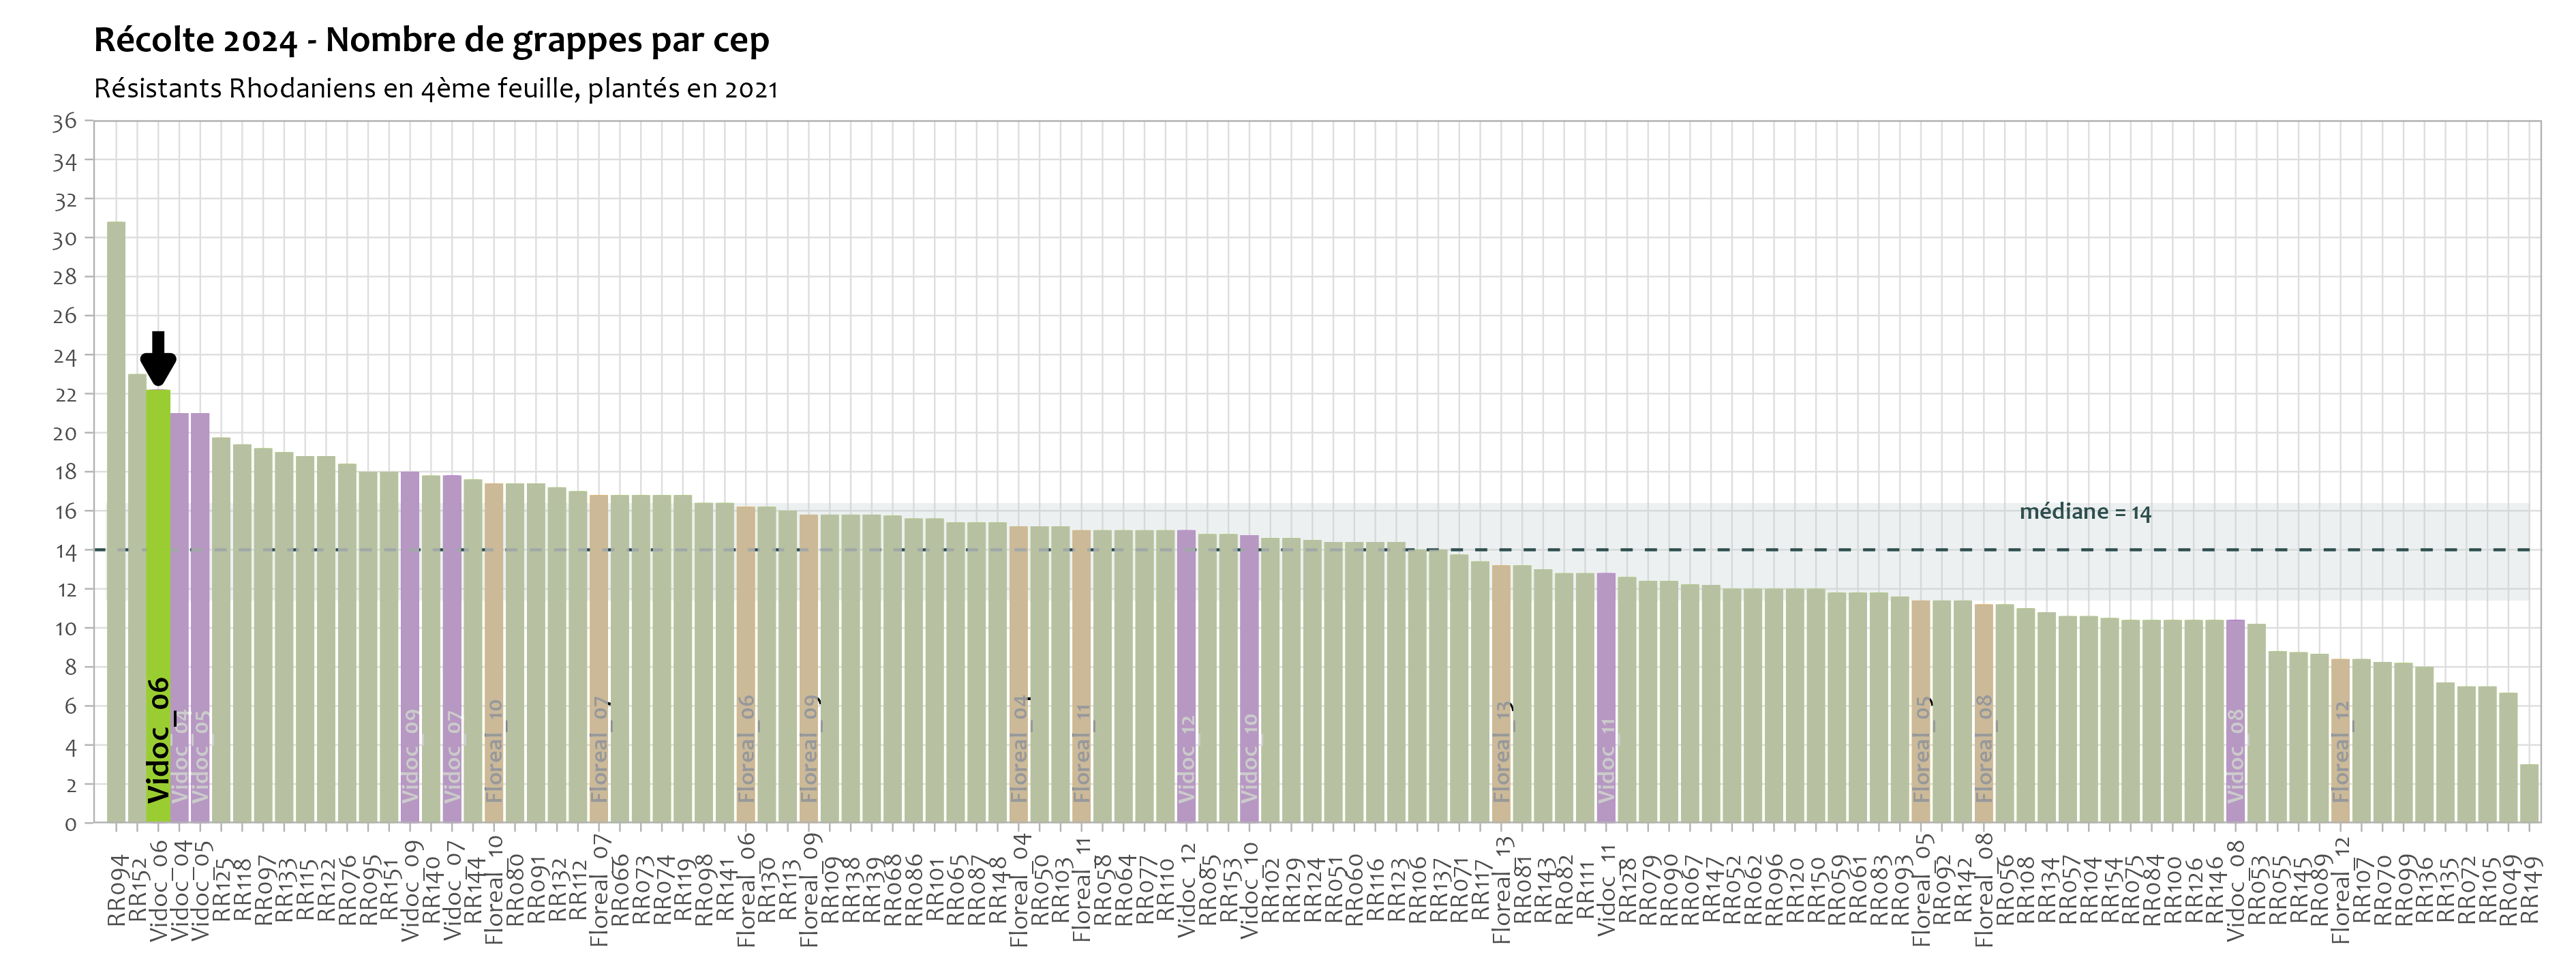 Récolte 2024 - Nombre de grappes par cep
Résistants Rhodaniens en 4ème feuille, plantés en 2021
36
34
32
30
28
26
24
22
20
18
16
14
12
10
8
6
4
2
0
médiane = 14
Vidoc_06
Vidoc_04
Vidoc_05
Vidoc_09
Vidoc_07
Floreal_10
Floreal_07
Floreal_06
Floreal_09
Floreal_04
Floreal_11
Vidoc_12
Vidoc_10
Floreal_13
Vidoc_11
Floreal_05
Floreal_08
Vidoc_08
Floreal_12
RR094
RR152
Vidoc_06
Vidoc_04
Vidoc_05
RR125
RR118
RR097
RR133
RR115
RR122
RR076
RR095
RR151
Vidoc_09
RR140
Vidoc_07
RR144
Floreal_10
RR080
RR091
RR132
RR112
Floreal_07
RR066
RR073
RR074
RR119
RR098
RR141
Floreal_06
RR130
RR113
Floreal_09
RR109
RR138
RR139
RR068
RR086
RR101
RR065
RR087
RR148
Floreal_04
RR050
RR103
Floreal_11
RR058
RR064
RR077
RR110
Vidoc_12
RR085
RR153
Vidoc_10
RR102
RR129
RR124
RR051
RR060
RR116
RR123
RR106
RR137
RR071
RR117
Floreal_13
RR081
RR143
RR082
RR111
Vidoc_11
RR128
RR079
RR090
RR067
RR147
RR052
RR062
RR096
RR120
RR150
RR059
RR061
RR083
RR093
Floreal_05
RR092
RR142
Floreal_08
RR056
RR108
RR134
RR057
RR104
RR154
RR075
RR084
RR100
RR126
RR146
Vidoc_08
RR053
RR055
RR145
RR089
Floreal_12
RR107
RR070
RR099
RR136
RR135
RR072
RR105
RR049
RR149